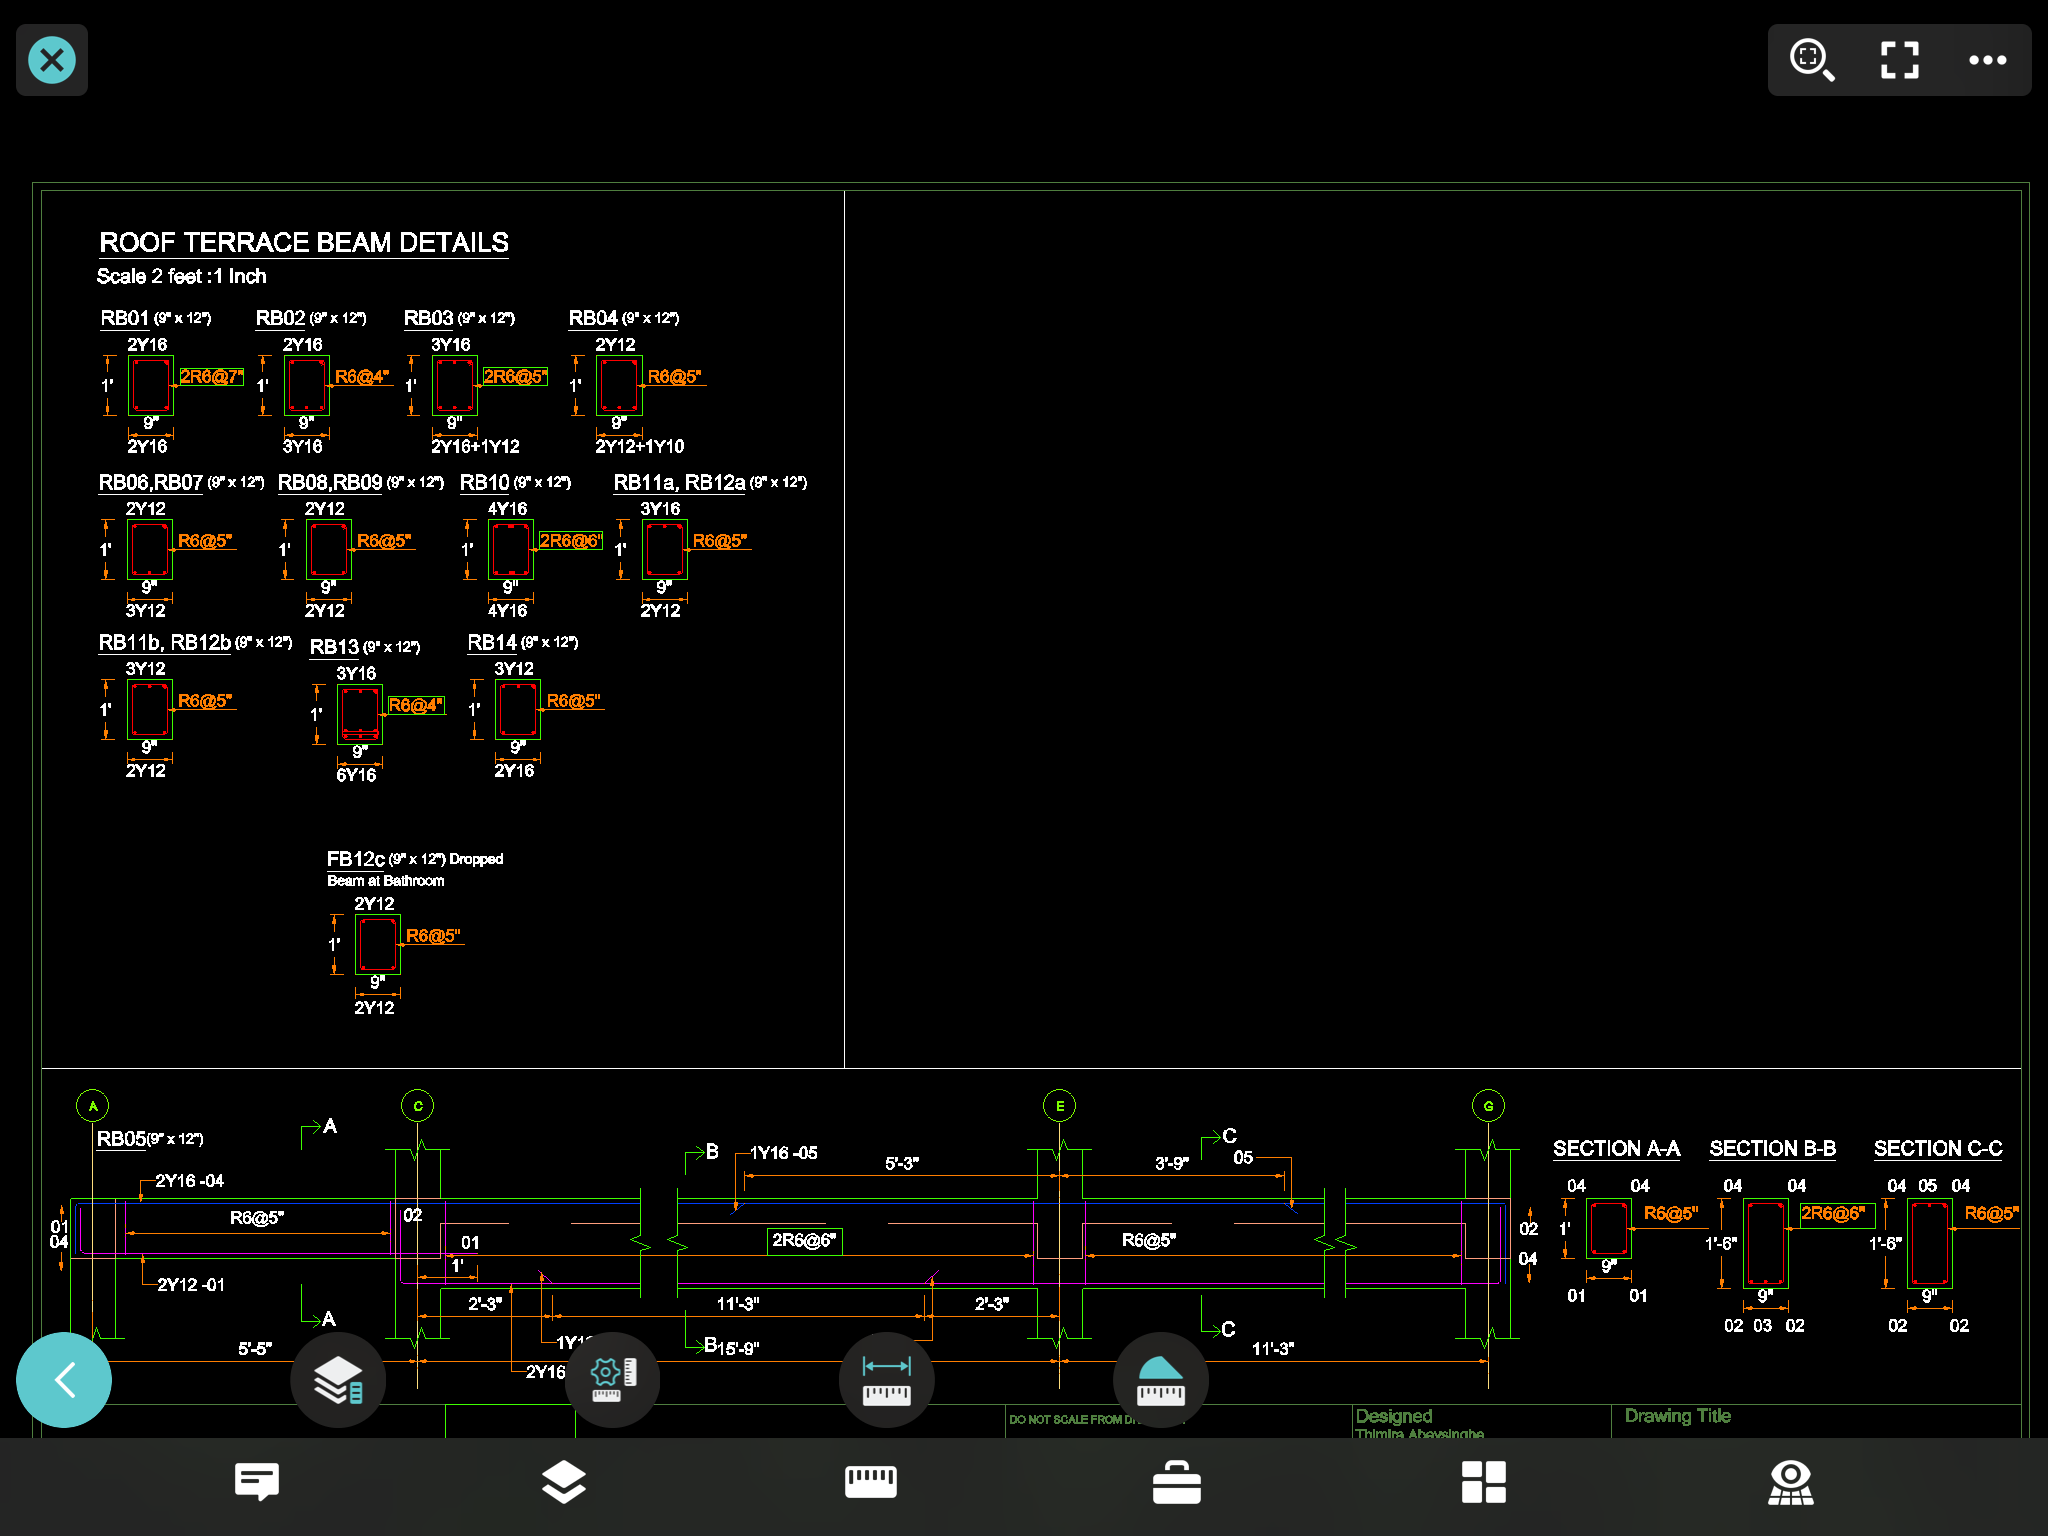 ROOF TERRACE BEAM DETAILS
Scale 2 feet :1 Inch
RB01 (9" x 12") RB02 (9" x 12") RB03 (9" x 12") RB04 (9" x 12")
2Y16 2Y16 3Y16 2Y12
1' 2R6@7" 1' R6@4" 1' 2R6@5" 1' R6@5"
9" 9" 9" 9"
2Y16 3Y16 2Y16+1Y12 2Y12+1Y10
RB06,RB07 (9" x 12") RB08,RB09 (9" x 12") RB10 (9" x 12") RB11a, RB12a (9" x 12")
2Y12 2Y12 4Y16 3Y16
1' R6@5" 1' R6@5" 1' 2R6@6" 1' R6@5"
9" 9" 9" 9"
3Y12 2Y12 4Y16 2Y12
RB11b, RB12b (9" x 12") RB13 (9" x 12") RB14 (9" x 12")
3Y12 3Y16 3Y12
1' R6@5" 1' R6@4" 1' R6@5"
9" 9" 9"
2Y12 6Y16 2Y16
FB12c (9" x 12") Dropped
Beam at Bathroom
2Y12
1' R6@5"
9"
2Y12
A C E G
RB05 (9" x 12") A B 1Y16 -05 C
5'-3" 3'-9" 05
2Y16 -04
01 R6@5" 02 02
04 01 2R6@6" R6@5" 04
1'
2Y12 -01 2'-3" 11'-3" 2'-3"
A C
5'-5" 2Y16 B 15'-9" 11'-3"
SECTION A-A SECTION B-B SECTION C-C
04 04 04 04 04 05 04
1' R6@5" 1'-6" 2R6@6" 1'-6" R6@5"
9" 9" 9"
01 01 02 03 02 02 02
DO NOT SCALE FROM Designed Drawing Title
Thimira Abeysinghe